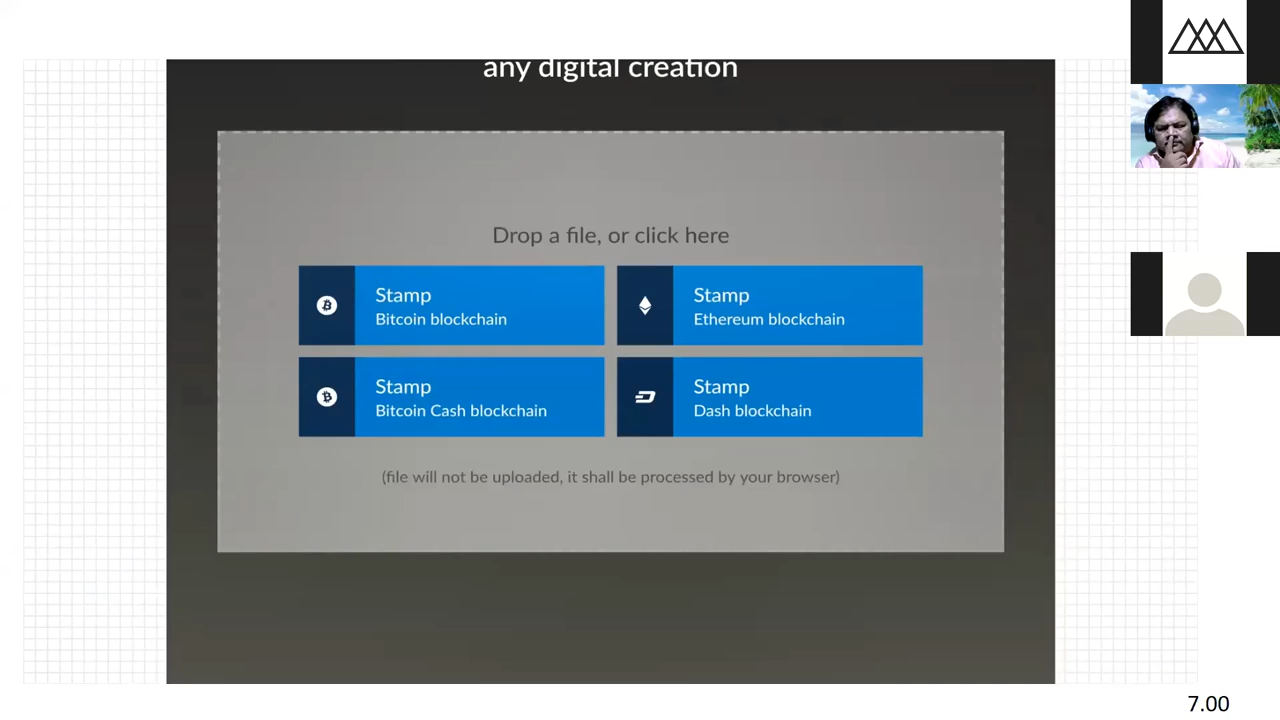 any digital creation
Drop a file, or click here
Stamp
Bitcoin blockchain
Stamp
Ethereum blockchain
Stamp
Bitcoin Cash blockchain
Stamp
Dash blockchain
(file will not be uploaded, it shall be processed by your browser)
7.00